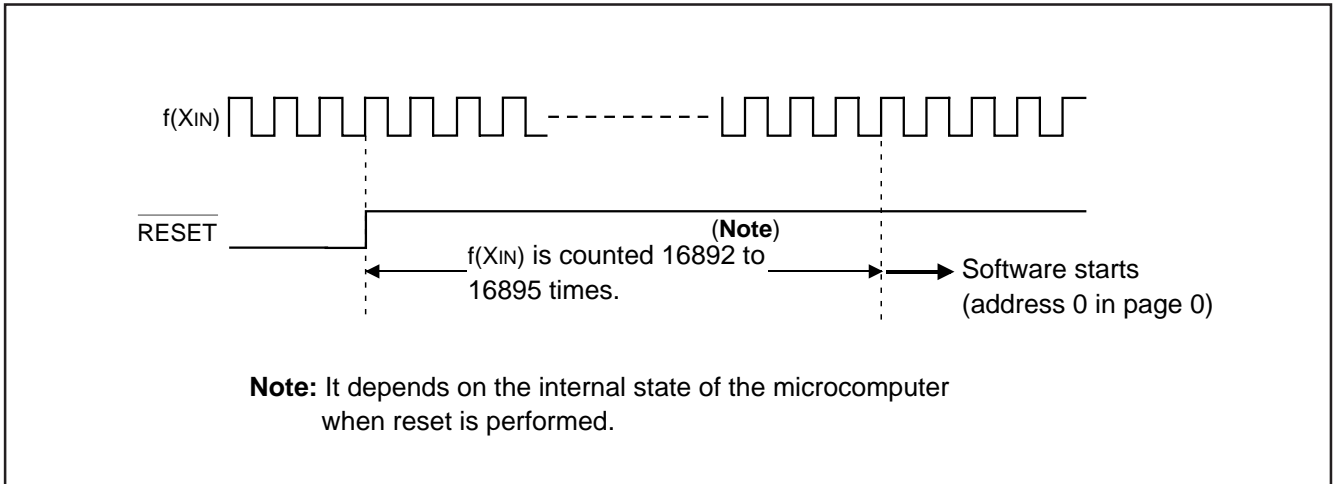 f(XIN)
RESET
(Note)
f(XIN) is counted 16892 to
16895 times.
Software starts
(address 0 in page 0)
Note: It depends on the internal state of the microcomputer
when reset is performed.